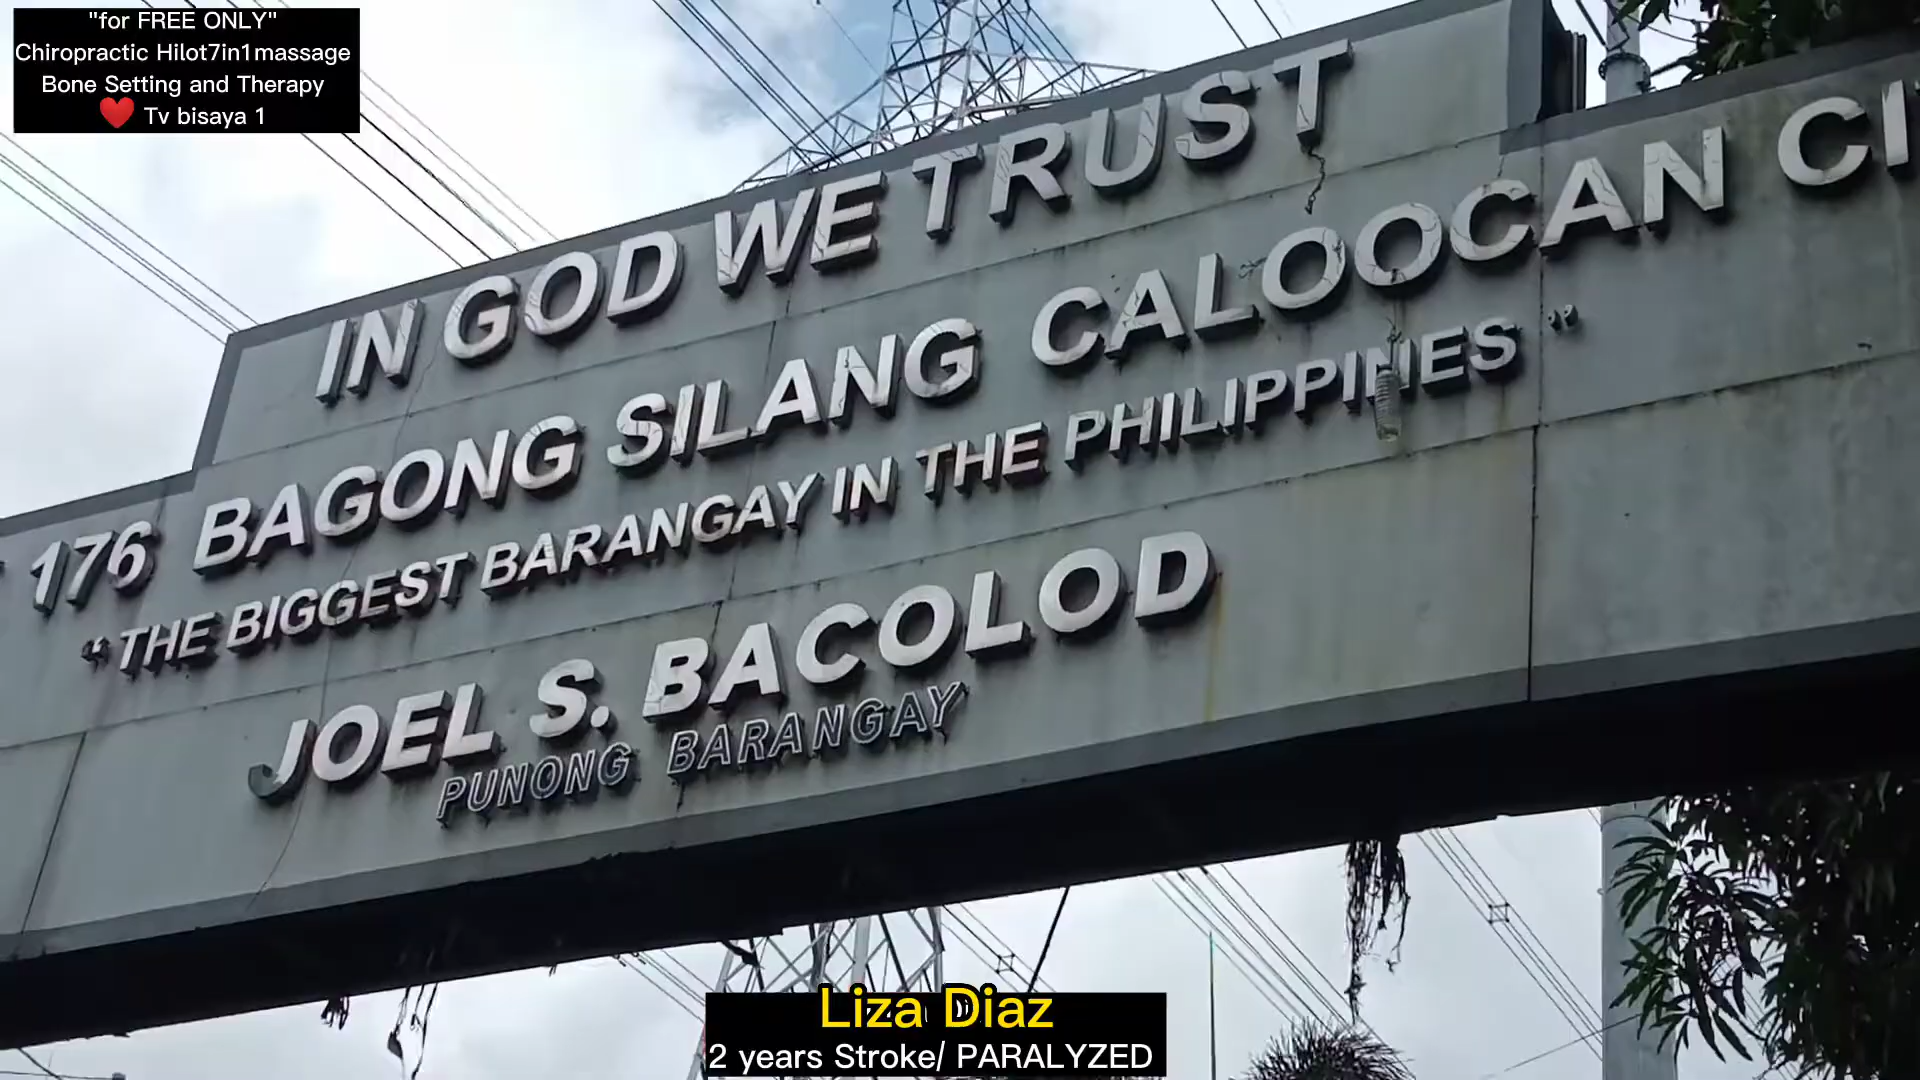 "for FREE ONLY"
Chiropractic Hilot7in1massage
Bone Setting and Therapy
❤️ Tv bisaya 1
IN GOD WE TRUST
176 BAGONG SILANG CALOOCAN CI
"THE BIGGEST BARANGAY IN THE PHILIPPINES"
JOEL S. BACOLOD
PUNONG BARANGAY
Liza Diaz
2 years Stroke/ PARALYZED